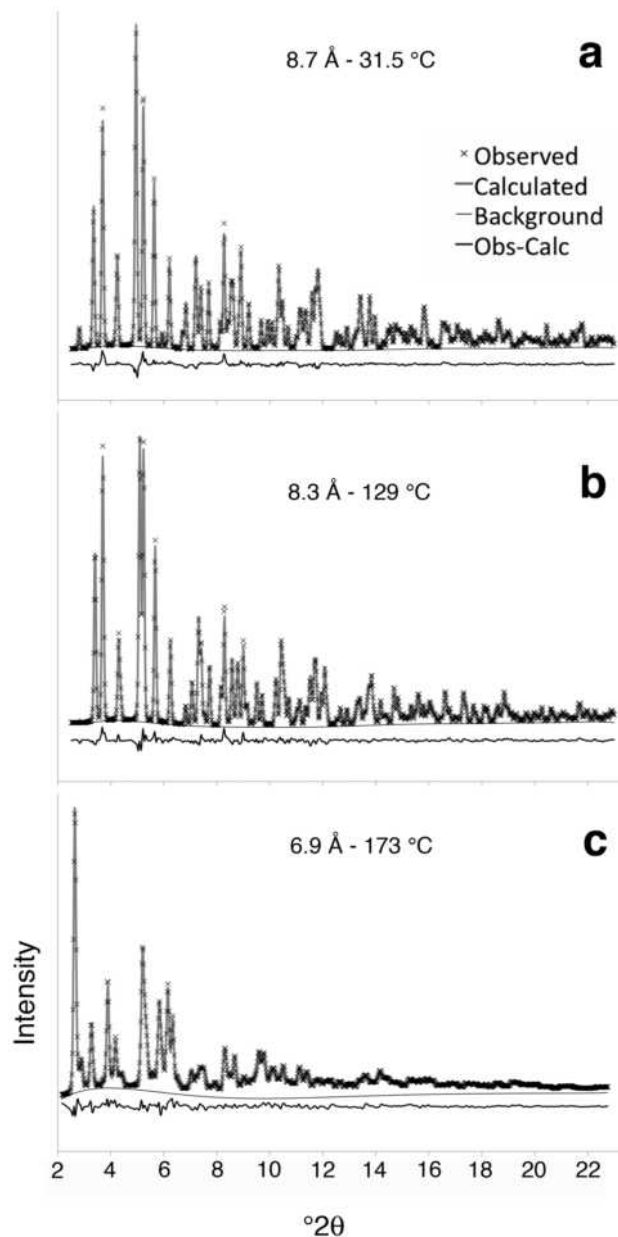 8.7 Å - 31.5 °C
a
× Observed
Calculated
Background
Obs-Calc
8.3 Å - 129 °C
b
6.9 Å - 173 °C
c
Intensity
2 4 6 8 10 12 14 16 18 20 22
°2θ